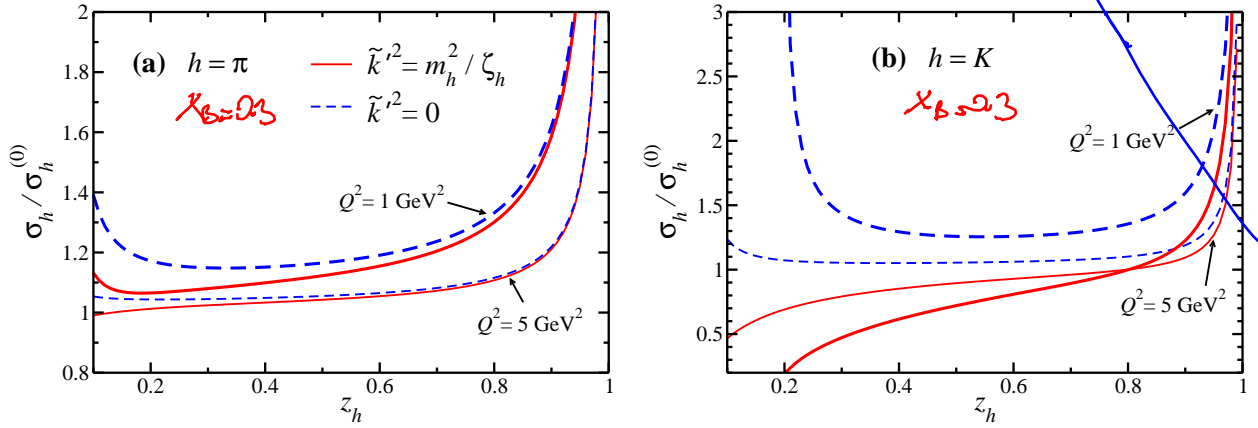 2
1.8
1.6
1.4
1.2
1
0.8
σ_h / σ_h^(0)
(a) h = π
x_B = 0.3
k̃′² = m_h² / ζ_h
k̃′² = 0
Q² = 1 GeV²
Q² = 5 GeV²
0.2 0.4 0.6 0.8 1
z_h
3
2.5
2
1.5
1
0.5
σ_h / σ_h^(0)
(b) h = K
x_B = 0.3
Q² = 1 GeV²
Q² = 5 GeV²
0.2 0.4 0.6 0.8 1
z_h